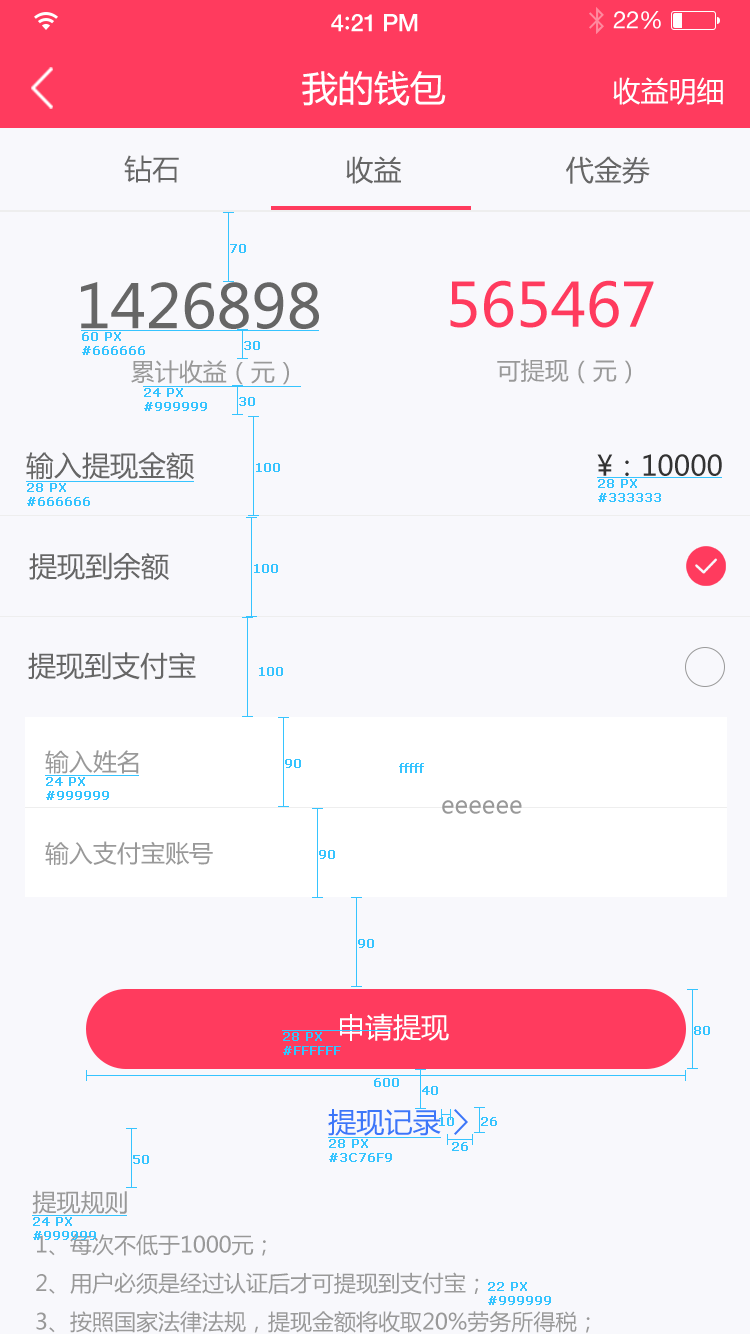 4:21 PM 22%
我的钱包 收益明细
钻石 收益 代金券
70
1426898 565467
60 PX
#666666
30
累计收益（元） 可提现（元）
24 PX
#999999
30
输入提现金额 100 ¥：10000
28 PX
#666666
28 PX
#333333
提现到余额 100
提现到支付宝 100
输入姓名 90 fffff
24 PX
#999999
eeeeee
输入支付宝账号 90
90
申请提现 80
28 PX
#FFFFFF
600
40
提现记录 10 26
28 PX
#3C76F9
26
50
提现规则
24 PX
#999999
1、每次不低于1000元；
2、用户必须是经过认证后才可提现到支付宝；
22 PX
#999999
3、按照国家法律法规，提现金额将收取20%劳务所得税；